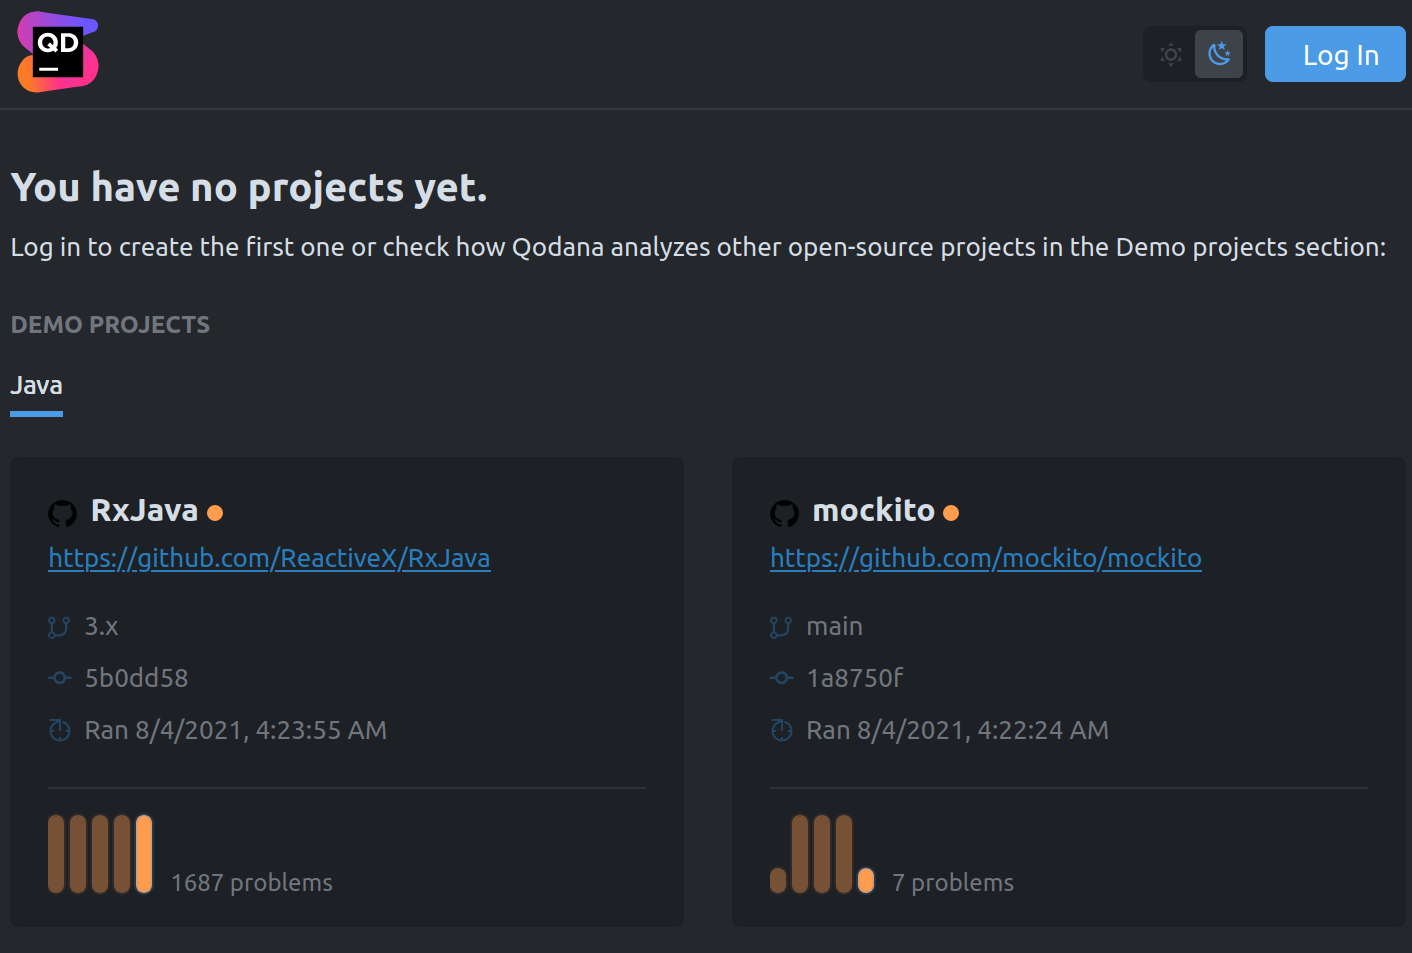 QD
Log In
You have no projects yet.
Log in to create the first one or check how Qodana analyzes other open-source projects in the Demo projects section:
DEMO PROJECTS
Java
RxJava
https://github.com/ReactiveX/RxJava
3.x
5b0dd58
Ran 8/4/2021, 4:23:55 AM
1687 problems
mockito
https://github.com/mockito/mockito
main
1a8750f
Ran 8/4/2021, 4:22:24 AM
7 problems